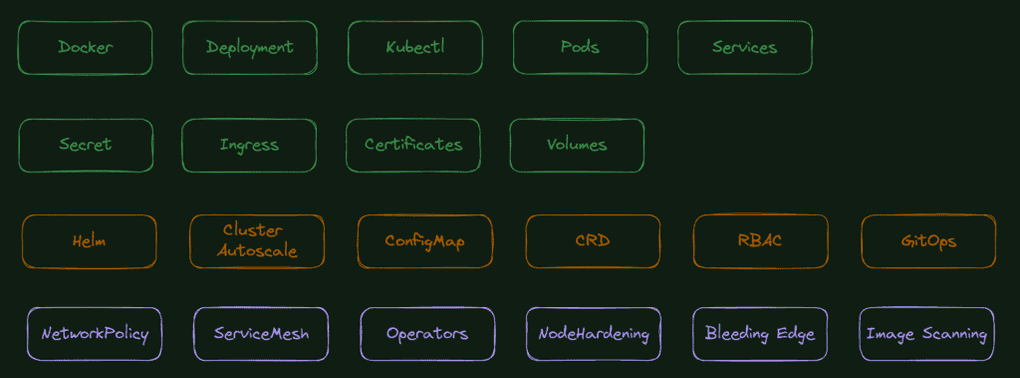 Docker
Deployment
Kubectl
Pods
Services
Secret
Ingress
Certificates
Volumes
Helm
Cluster
Autoscale
ConfigMap
CRD
RBAC
GitOps
NetworkPolicy
ServiceMesh
Operators
NodeHardening
Bleeding Edge
Image Scanning